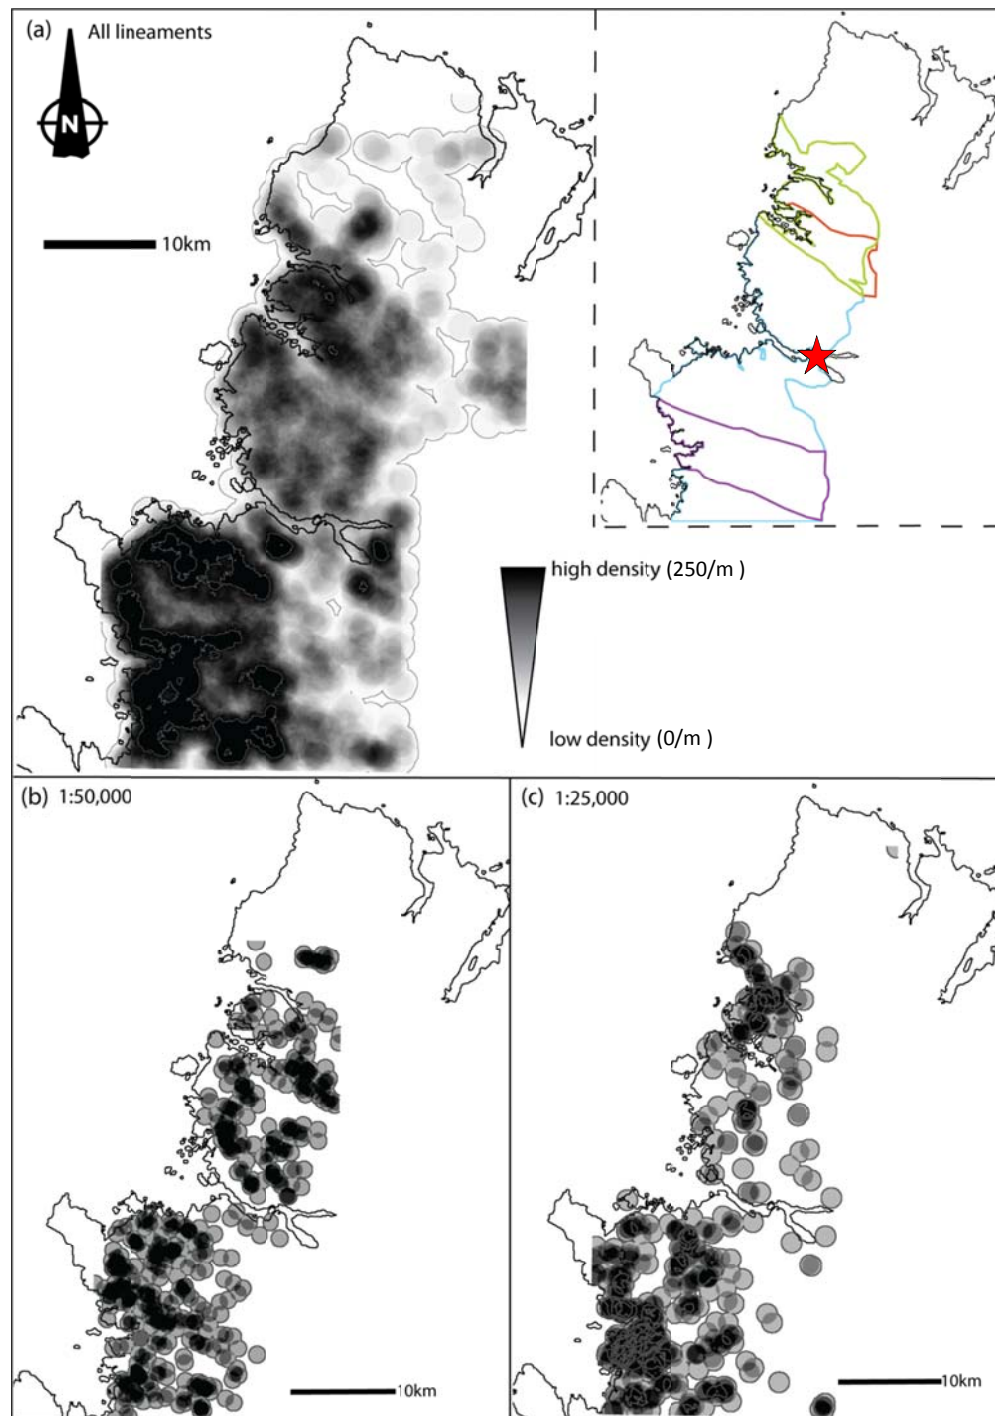 (a) All lineaments
N
10km
high density (250/m )
low density (0/m )
(b) 1:50,000
10km
(c) 1:25,000
10km